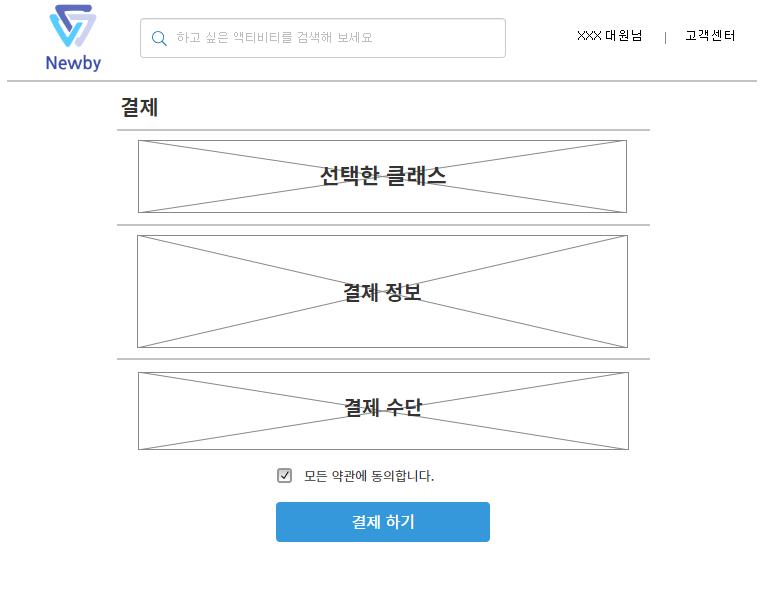 Newby
하고 싶은 액티비티를 검색해 보세요
XXX 대원님 | 고객센터
결제
선택한 클래스
결제 정보
결제 수단
모든 약관에 동의합니다.
결제 하기